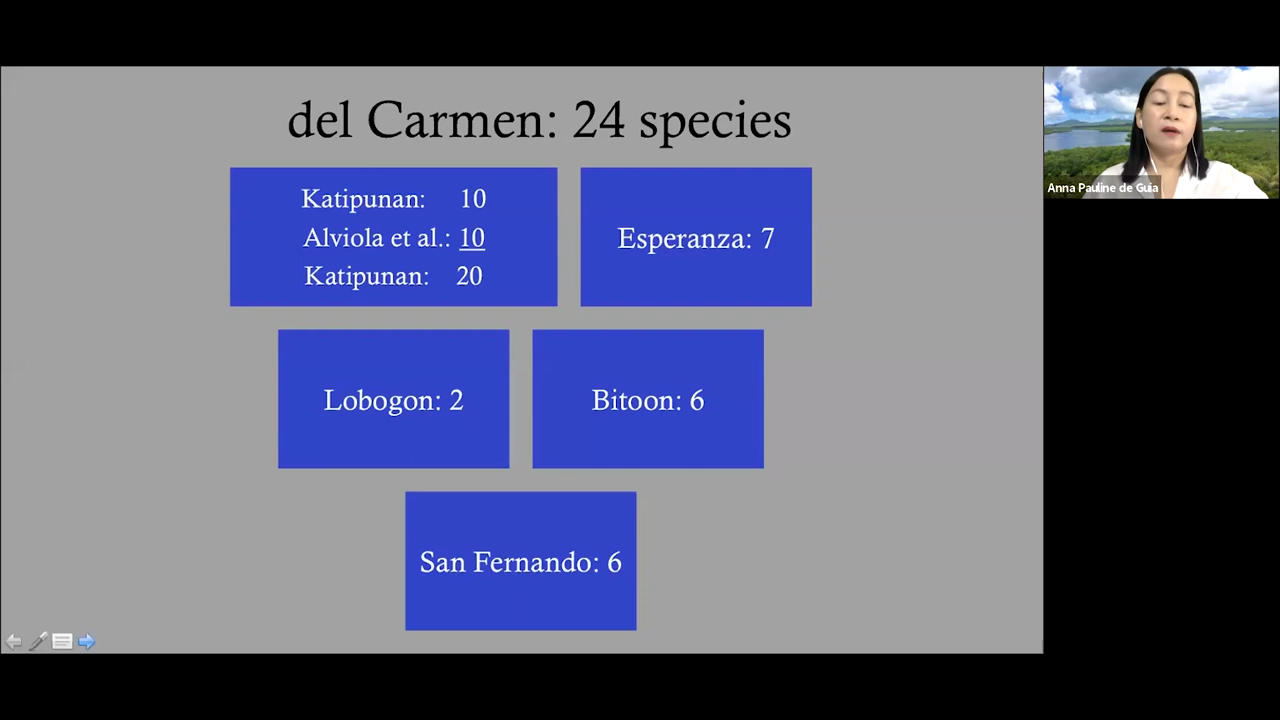 del Carmen: 24 species
Katipunan: 10
Alviola et al.: 10
Katipunan: 20
Esperanza: 7
Lobogon: 2
Bitoon: 6
San Fernando: 6
Anna Pauline de Guia